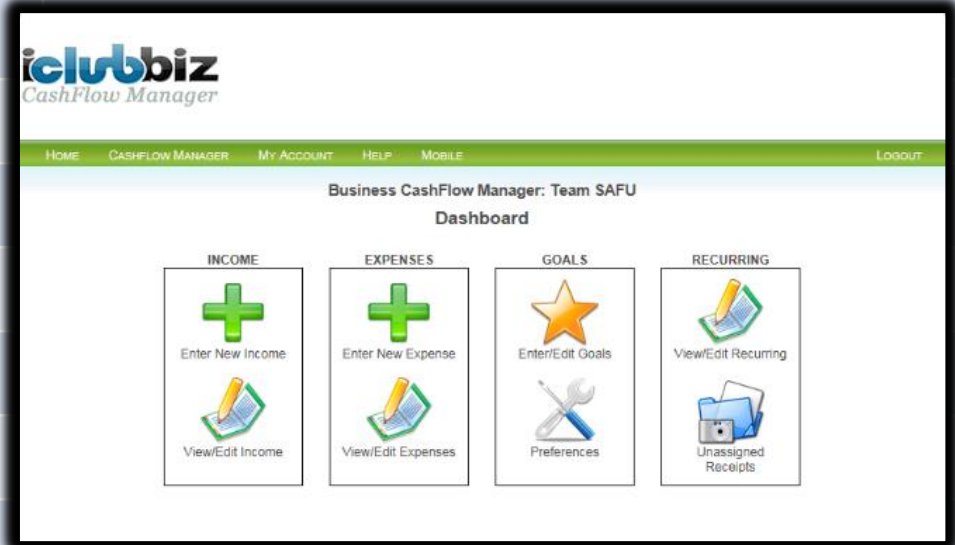 iclubbiz
CashFlow Manager
HOME CASHFLOW MANAGER MY ACCOUNT HELP MOBILE LOGOUT
Business CashFlow Manager: Team SAFU
Dashboard
INCOME EXPENSES GOALS RECURRING
Enter New Income Enter New Expense Enter/Edit Goals View/Edit Recurring
View/Edit Income View/Edit Expenses Preferences Unassigned
Receipts